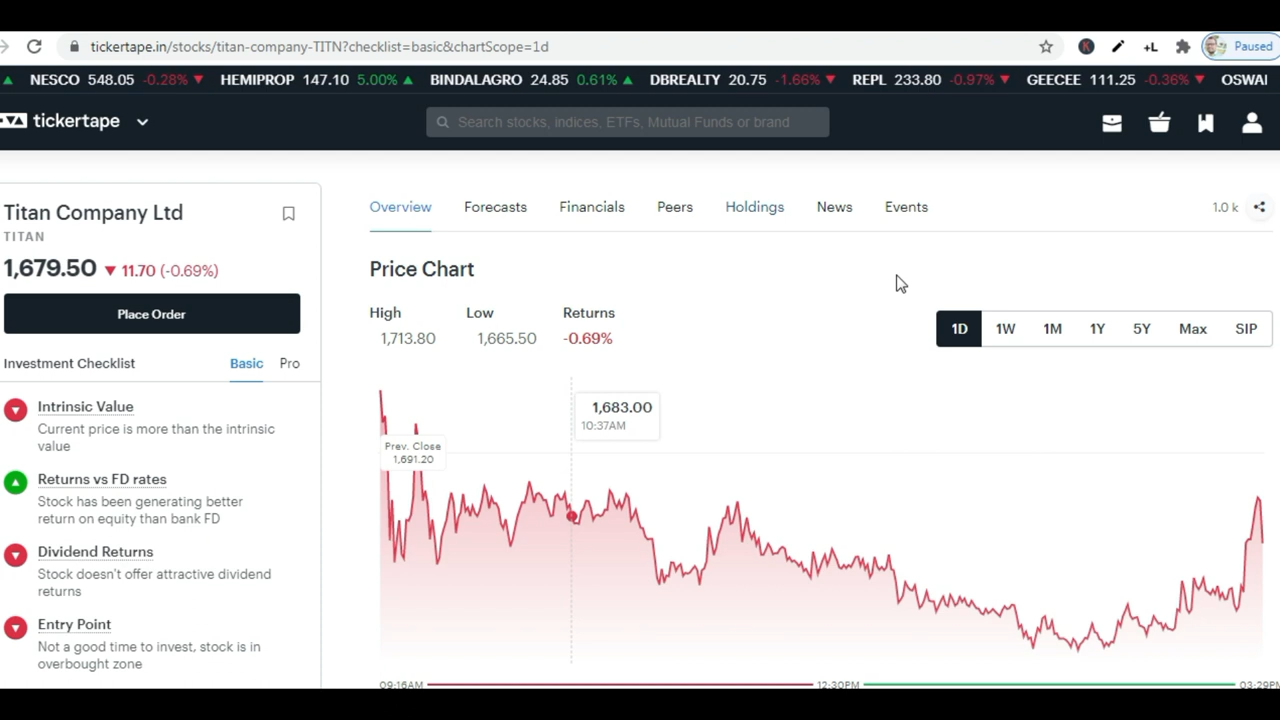 tickertape.in/stocks/titan-company-TITN?checklist=basic&chartScope=1d
K
+L
Paused
NESCO 548.05 -0.28% ▼ HEMIPROP 147.10 5.00% ▲ BINDALAGRO 24.85 0.61% ▲ DBREALTY 20.75 -1.66% ▼ REPL 233.80 -0.97% ▼ GEECEE 111.25 -0.36% ▼ OSWAI
tickertape
Search stocks, indices, ETFs, Mutual Funds or brand
Titan Company Ltd
TITAN
1,679.50 ▼ 11.70 (-0.69%)
Place Order
Investment Checklist Basic Pro
Intrinsic Value
Current price is more than the intrinsic
value
Returns vs FD rates
Stock has been generating better
return on equity than bank FD
Dividend Returns
Stock doesn't offer attractive dividend
returns
Entry Point
Not a good time to invest, stock is in
overbought zone
Overview Forecasts Financials Peers Holdings News Events
1.0 k
Price Chart
High Low Returns
1,713.80 1,665.50 -0.69%
1D 1W 1M 1Y 5Y Max SIP
1,683.00
10:37AM
Prev. Close
1,691.20
09:16AM 12:30PM 03:29PM